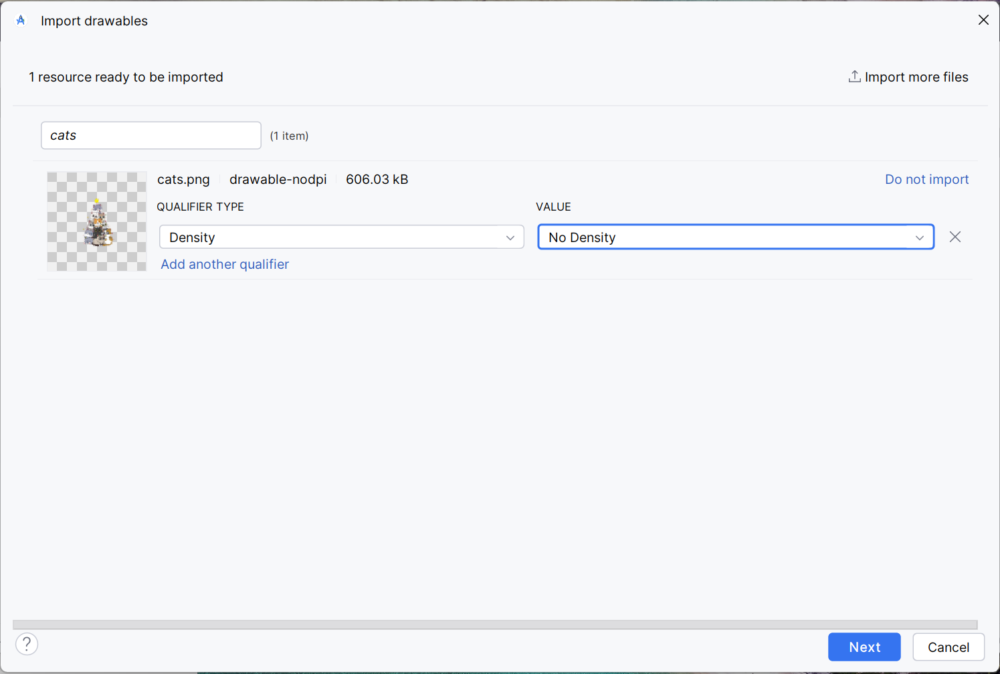 Import drawables
1 resource ready to be imported
Import more files
cats
(1 item)
cats.png
drawable-nodpi
606.03 kB
Do not import
QUALIFIER TYPE
VALUE
Density
No Density
Add another qualifier
?
Next
Cancel